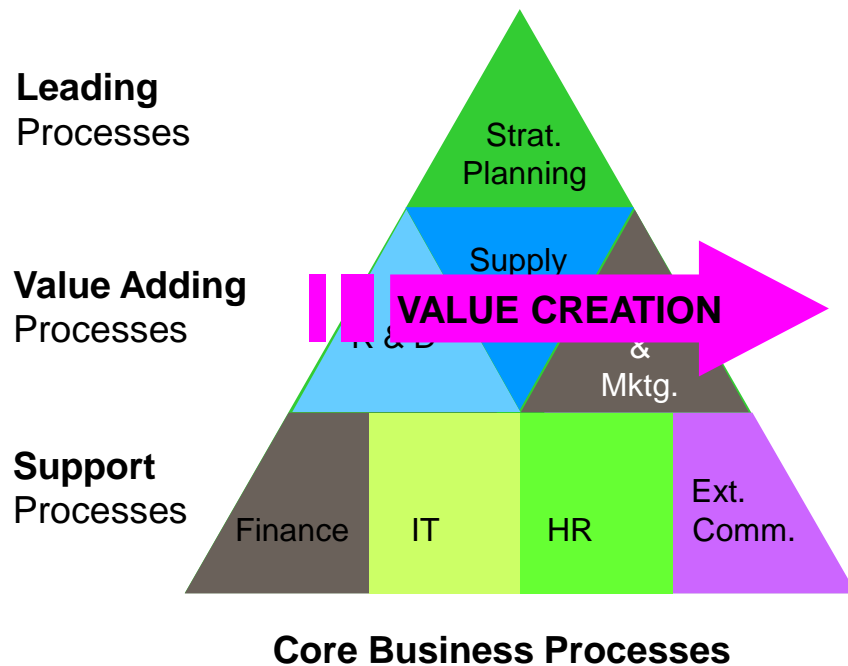 Leading
Processes
Strat.
Planning
Value Adding
Processes
Supply
VALUE CREATION
R & D
&
Mktg.
Support
Processes
Finance
IT
HR
Ext.
Comm.
Core Business Processes